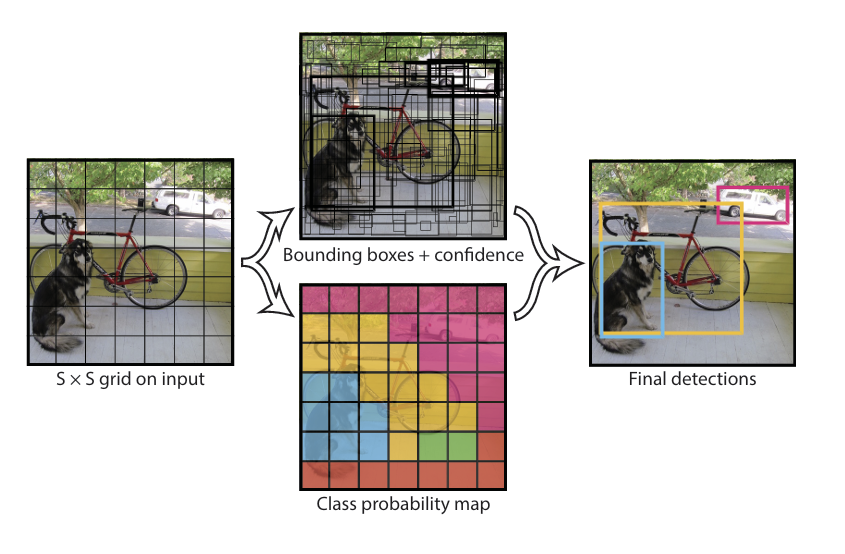 Bounding boxes + confidence
S × S grid on input
Final detections
Class probability map